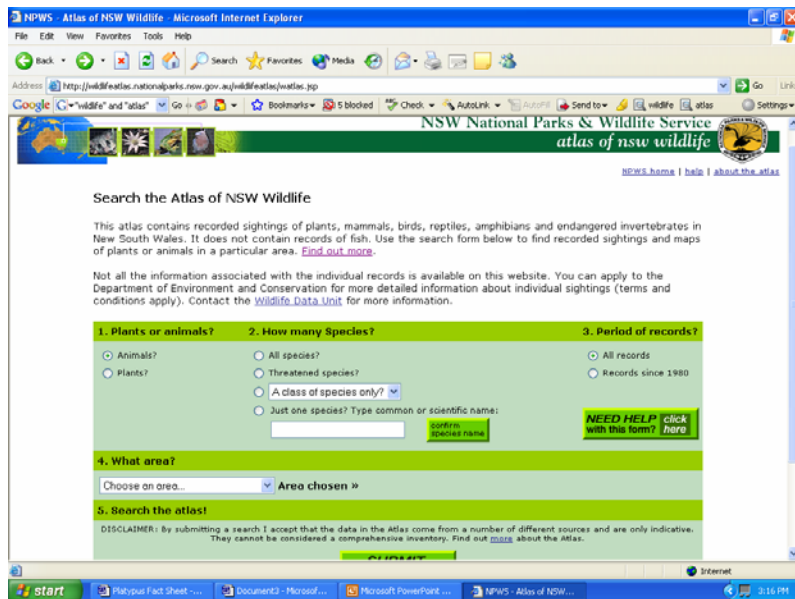 NPWS - Atlas of NSW Wildlife - Microsoft Internet Explorer
File Edit View Favorites Tools Help
Back Search Favorites Media
Address http://wildlifeatlas.nationalparks.nsw.gov.au/wildlifeatlas/watlas.jsp Go Link
Google "wildlife" and "atlas" Go Bookmarks 5 blocked Check AutoLink AutoFill Send to wildlife atlas Settings
NSW National Parks & Wildlife Service
atlas of nsw wildlife
NPWS home | help | about the atlas
Search the Atlas of NSW Wildlife
This atlas contains recorded sightings of plants, mammals, birds, reptiles, amphibians and endangered invertebrates in
New South Wales. It does not contain records of fish. Use the search form below to find recorded sightings and maps
of plants or animals in a particular area. Find out more.
Not all the information associated with the individual records is available on this website. You can apply to the
Department of Environment and Conservation for more detailed information about individual sightings (terms and
conditions apply). Contact the Wildlife Data Unit for more information.
1. Plants or animals? 2. How many Species? 3. Period of records?
Animals? All species? All records
Plants? Threatened species? Records since 1980
A class of species only?
Just one species? Type common or scientific name:
confirm
species name
NEED HELP click
with this form? here
4. What area?
Choose an area... Area chosen »
5. Search the atlas!
DISCLAIMER: By submitting a search I accept that the data in the Atlas come from a number of different sources and are only indicative.
They cannot be considered a comprehensive inventory. Find out more about the Atlas.
SUBMIT
Internet
start Platypus Fact Sheet -... Document3 - Microsof... Microsoft PowerPoint ... NPWS - Atlas of NSW... 3:16 PM